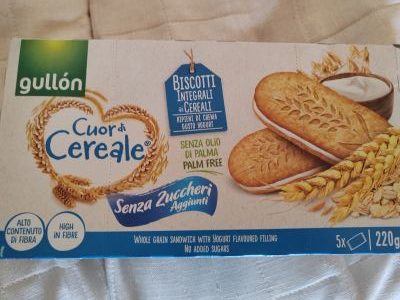 gullón
Cuor di
Cereale®
BISCOTTI
INTEGRALI
AI CEREALI
RIPIENI DI CREMA
GUSTO YOGURT
SENZA OLIO
DI PALMA
PALM FREE
Senza Zuccheri
Aggiunti
ALTO
CONTENUTO
DI FIBRA
HIGH
IN FIBRE
WHOLE GRAIN SANDWICH WITH YOGURT FLAVOURED FILLING
NO ADDED SUGARS
5x
220g